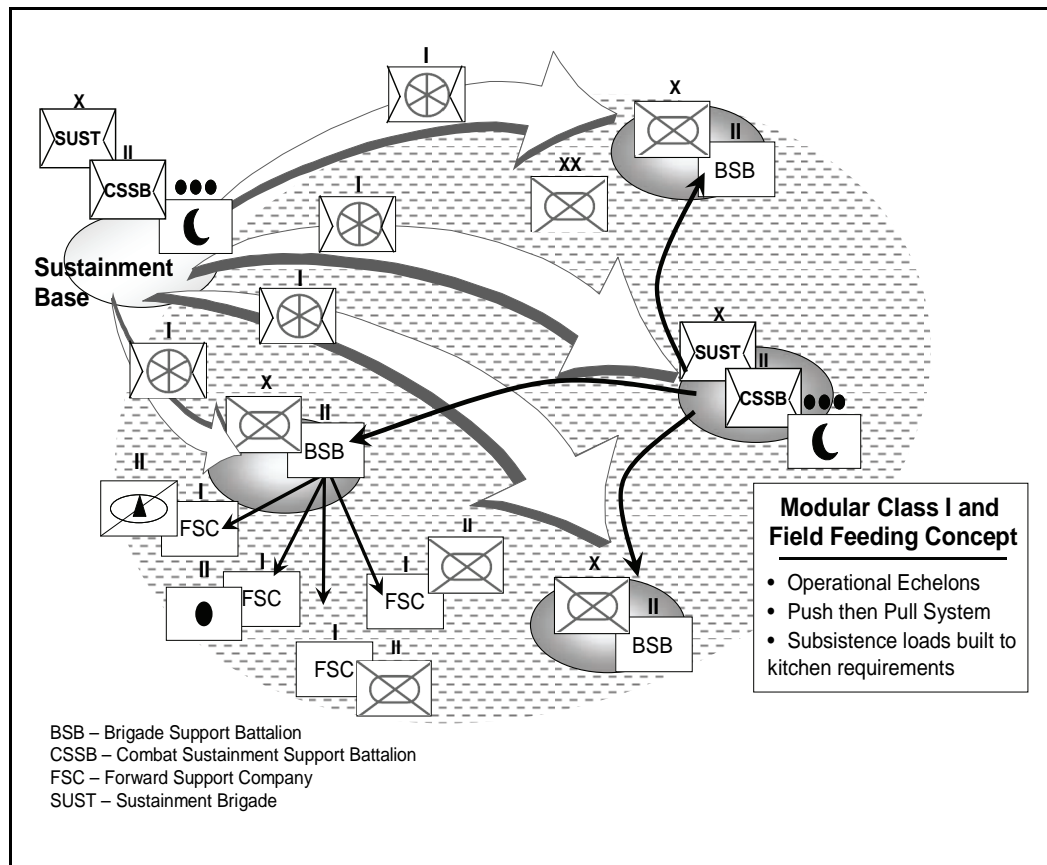 I
X
SUST
II
CSSB
Sustainment
Base
I
I
I
XX
X
II
BSB
X
SUST
II
CSSB
X
II
BSB
II
I
FSC
II
I
FSC
I
FSC
II
I
FSC
II
X
II
BSB
Modular Class I and
Field Feeding Concept
• Operational Echelons
• Push then Pull System
• Subsistence loads built to
kitchen requirements
BSB – Brigade Support Battalion
CSSB – Combat Sustainment Support Battalion
FSC – Forward Support Company
SUST – Sustainment Brigade